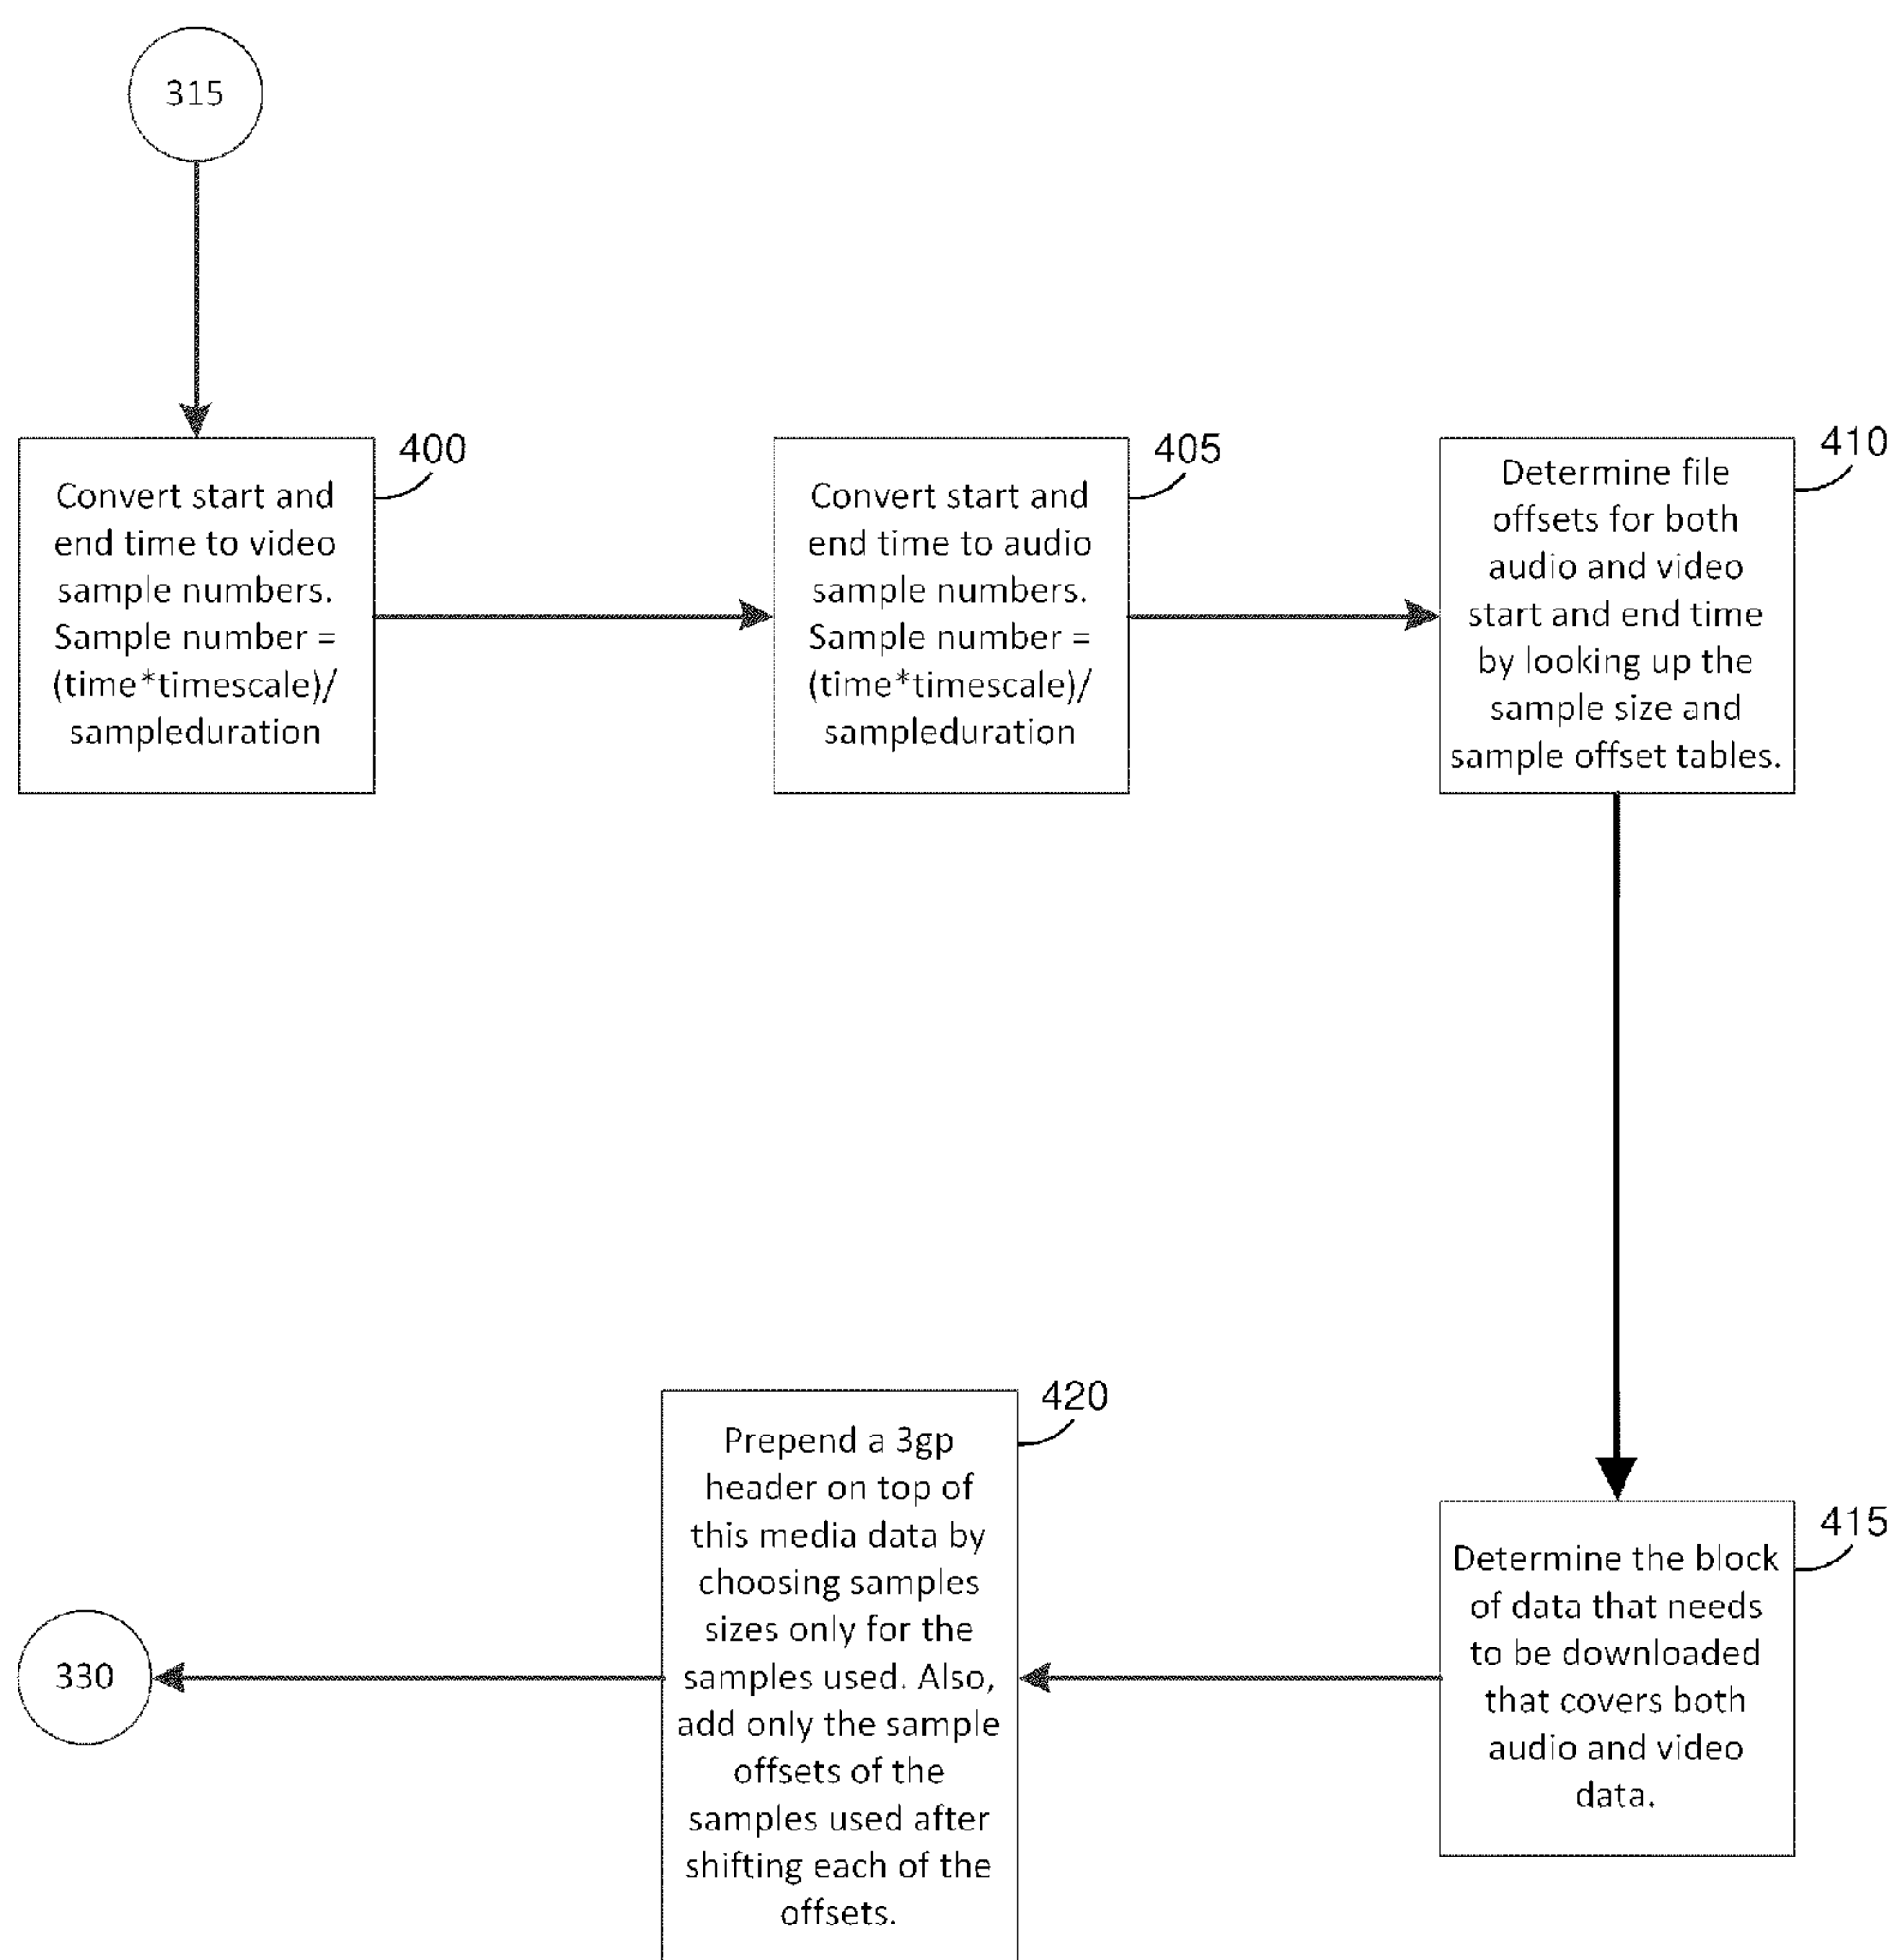 315
400
Convert start and
end time to video
sample numbers.
Sample number =
(time*timescale)/
sampleduration
405
Convert start and
end time to audio
sample numbers.
Sample number =
(time*timescale)/
sampleduration
410
Determine file
offsets for both
audio and video
start and end time
by looking up the
sample size and
sample offset tables.
415
Determine the block
of data that needs
to be downloaded
that covers both
audio and video
data.
420
Prepend a 3gp
header on top of
this media data by
choosing samples
sizes only for the
samples used. Also,
add only the sample
offsets of the
samples used after
shifting each of the
offsets.
330